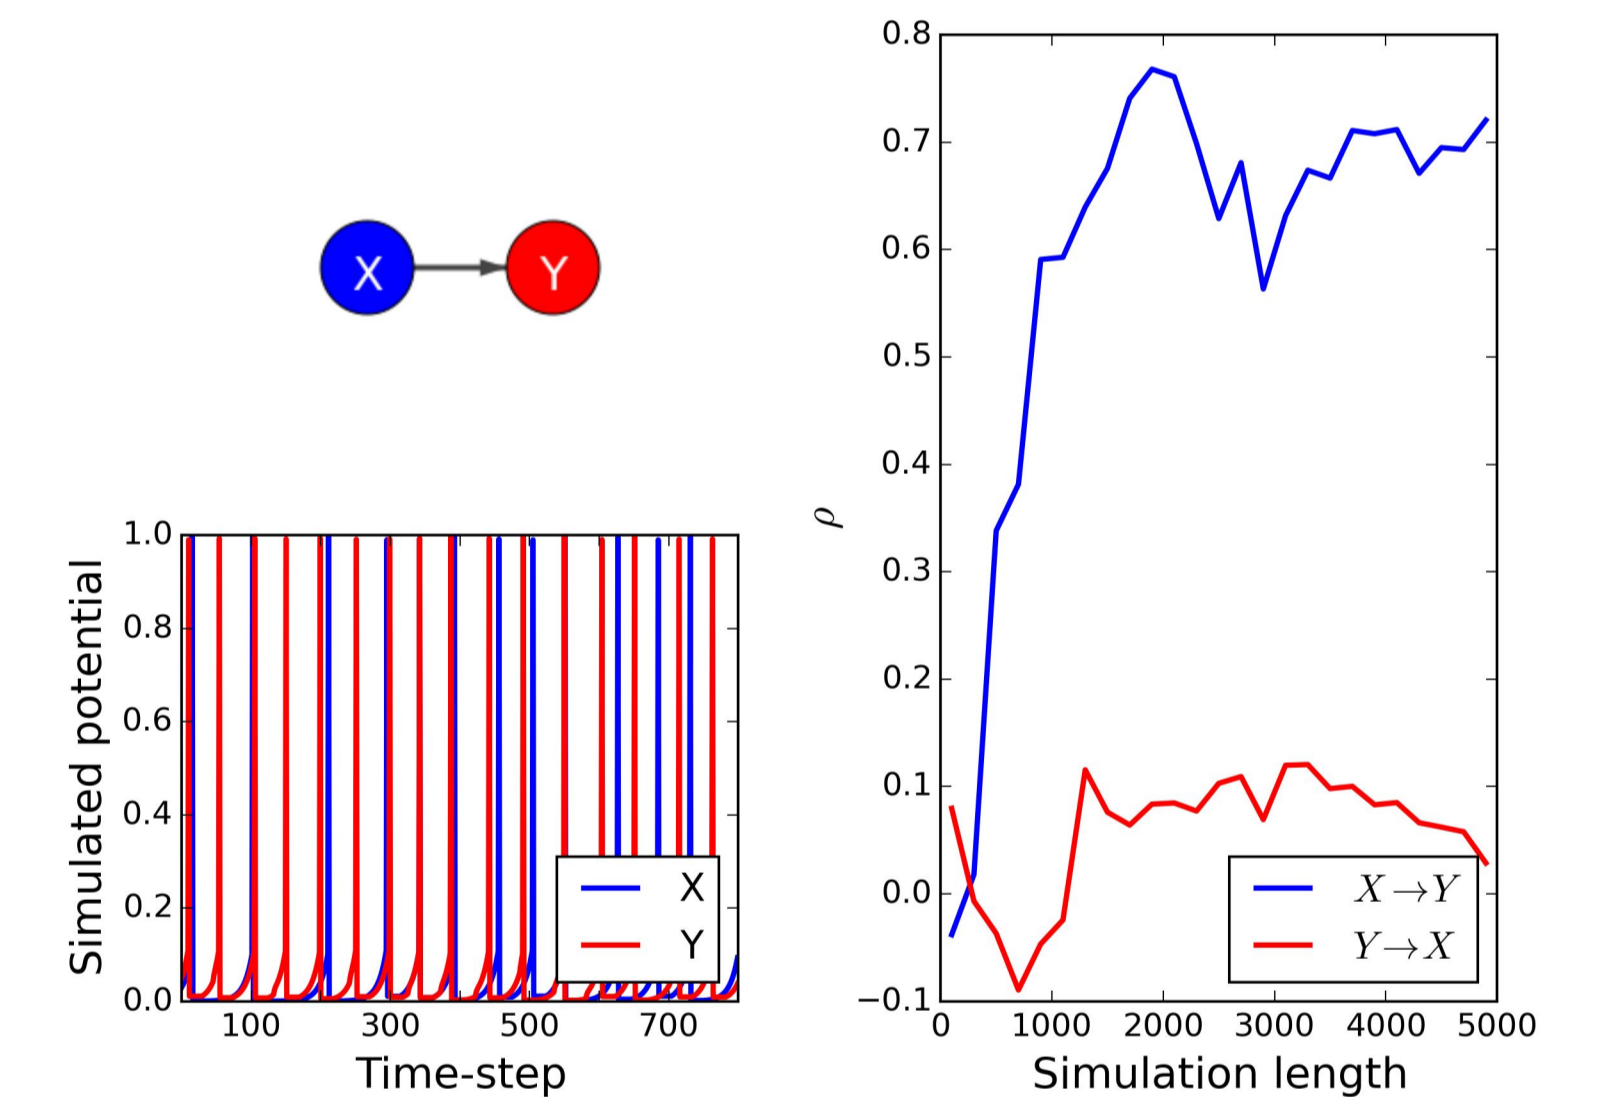 X
Y
Simulated potential
1.0
0.8
0.6
0.4
0.2
0.0
100 300 500 700
Time-step
X
Y
ρ
0.8
0.7
0.6
0.5
0.4
0.3
0.2
0.1
0.0
−0.1
0 1000 2000 3000 4000 5000
Simulation length
X→Y
Y→X